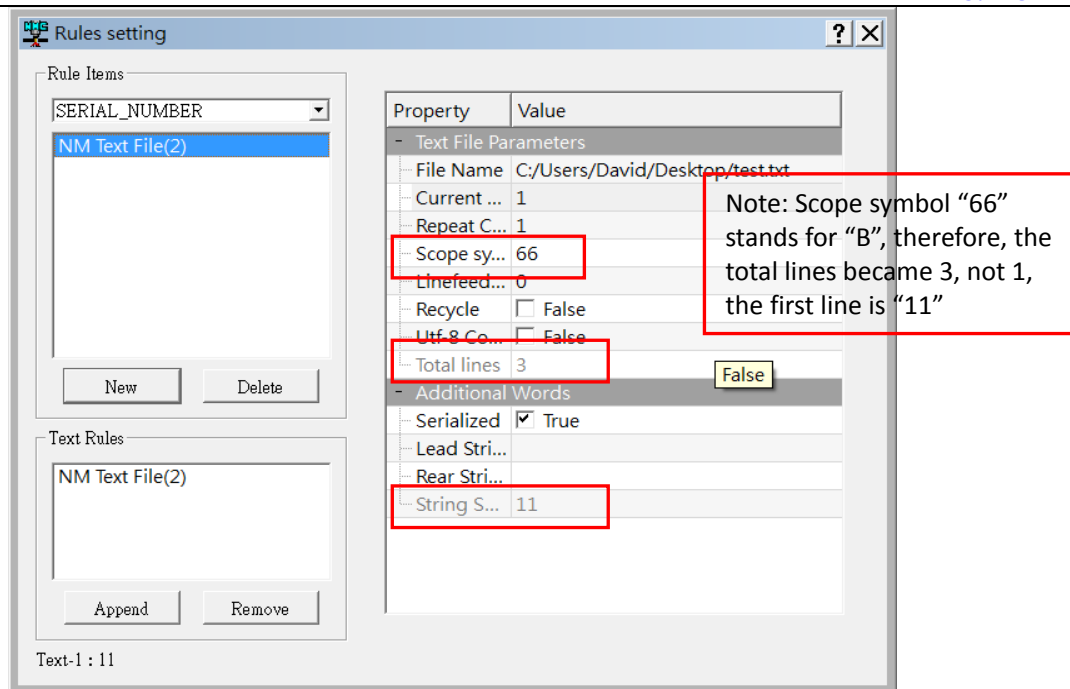 Rules setting
? X
Rule Items
SERIAL_NUMBER
NM Text File(2)
New Delete
Text Rules
NM Text File(2)
Append Remove
Text-1 : 11
Property Value
- Text File Parameters
File Name C:/Users/David/Desktop/test.txt
Current ... 1
Repeat C... 1
Scope sy... 66
Linefeed... 0
Recycle False
Utf-8 Co... False
Total lines 3
- Additional Words
Serialized True
Lead Stri...
Rear Stri...
String S... 11
Note: Scope symbol “66”
stands for “B”, therefore, the
total lines became 3, not 1,
the first line is “11”
False